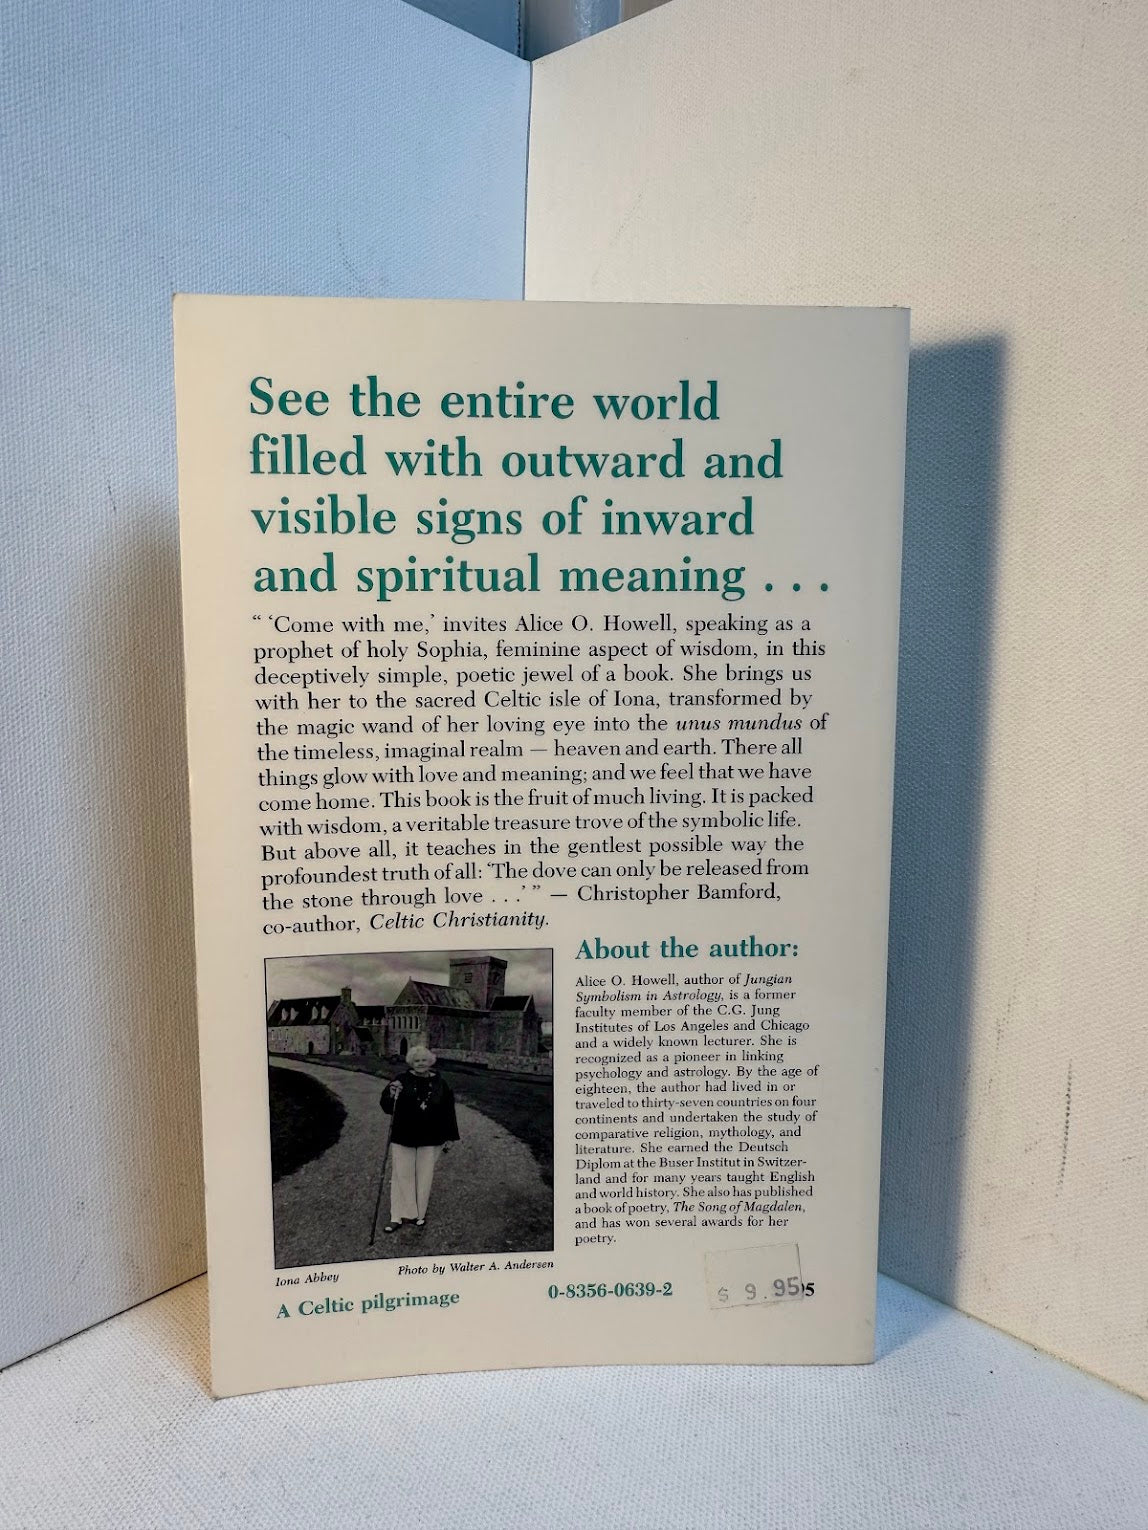 See the entire world
filled with outward and
visible signs of inward
and spiritual meaning . . .
“ ‘Come with me,’ invites Alice O. Howell, speaking as a
prophet of holy Sophia, feminine aspect of wisdom, in this
deceptively simple, poetic jewel of a book. She brings us
with her to the sacred Celtic isle of Iona, transformed by
the magic wand of her loving eye into the unus mundus of
the timeless, imaginal realm — heaven and earth. There all
things glow with love and meaning; and we feel that we have
come home. This book is the fruit of much living. It is packed
with wisdom, a veritable treasure trove of the symbolic life.
But above all, it teaches in the gentlest possible way the
profoundest truth of all: ‘The dove can only be released from
the stone through love . . .’ ” — Christopher Bamford,
co-author, Celtic Christianity.
About the author:
Alice O. Howell, author of Jungian
Symbolism in Astrology, is a former
faculty member of the C.G. Jung
Institutes of Los Angeles and Chicago
and a widely known lecturer. She is
recognized as a pioneer in linking
psychology and astrology. By the age of
eighteen, the author had lived in or
traveled to thirty-seven countries on four
continents and undertaken the study of
comparative religion, mythology, and
literature. She earned the Deutsch
Diplom at the Buser Institut in Switzer-
land and for many years taught English
and world history. She also has published
a book of poetry, The Song of Magdalen,
and has won several awards for her
poetry.
Iona Abbey
Photo by Walter A. Andersen
A Celtic pilgrimage
0-8356-0639-2
$ 9.95